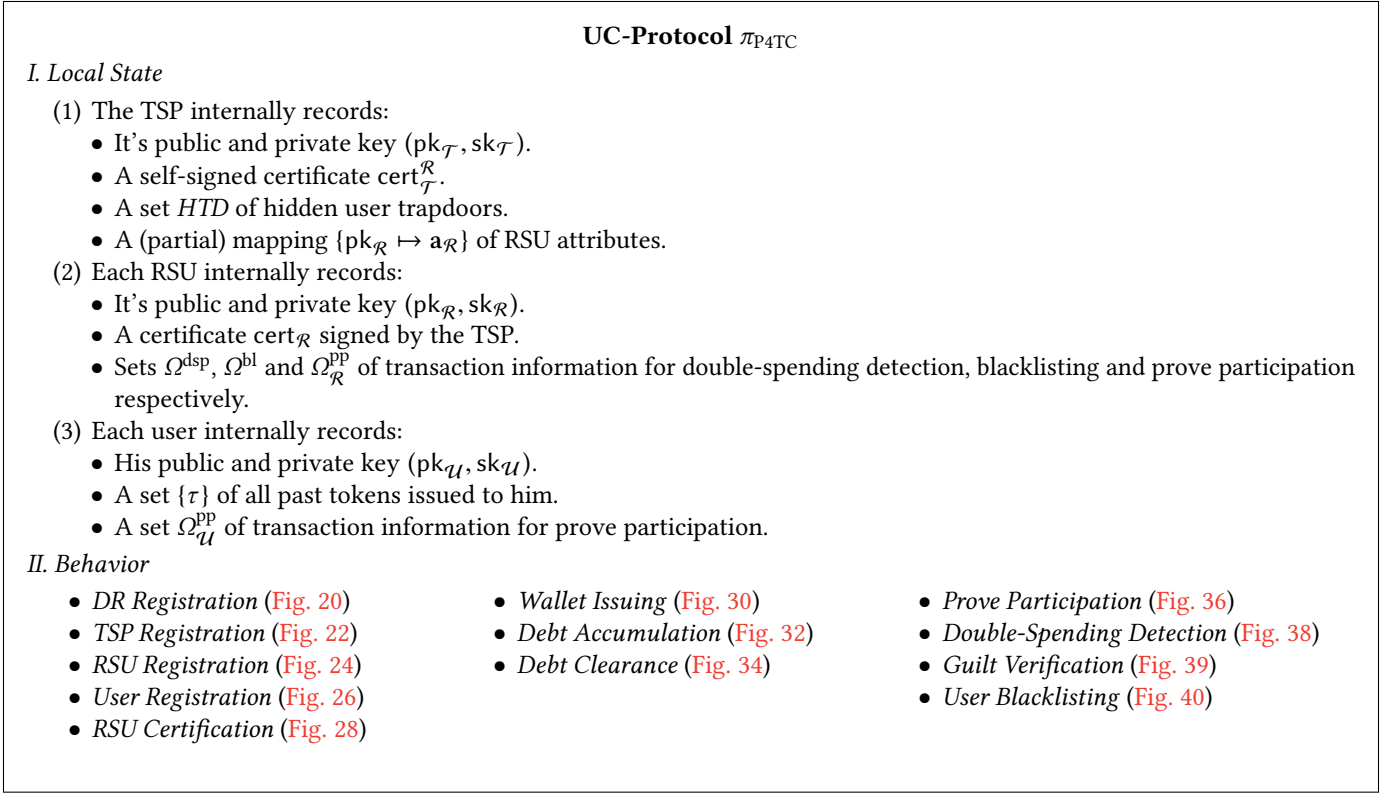 UC-Protocol π_P4TC
I. Local State
(1) The TSP internally records:
• It's public and private key (pk_𝒯, sk_𝒯).
• A self-signed certificate cert_𝒯^ℛ.
• A set HTD of hidden user trapdoors.
• A (partial) mapping {pk_ℛ ↦ a_ℛ} of RSU attributes.
(2) Each RSU internally records:
• It's public and private key (pk_ℛ, sk_ℛ).
• A certificate cert_ℛ signed by the TSP.
• Sets Ω^dsp, Ω^bl and Ω_ℛ^pp of transaction information for double-spending detection, blacklisting and prove participation
respectively.
(3) Each user internally records:
• His public and private key (pk_𝒰, sk_𝒰).
• A set {τ} of all past tokens issued to him.
• A set Ω_𝒰^pp of transaction information for prove participation.
II. Behavior
• DR Registration (Fig. 20)
• TSP Registration (Fig. 22)
• RSU Registration (Fig. 24)
• User Registration (Fig. 26)
• RSU Certification (Fig. 28)
• Wallet Issuing (Fig. 30)
• Debt Accumulation (Fig. 32)
• Debt Clearance (Fig. 34)
• Prove Participation (Fig. 36)
• Double-Spending Detection (Fig. 38)
• Guilt Verification (Fig. 39)
• User Blacklisting (Fig. 40)